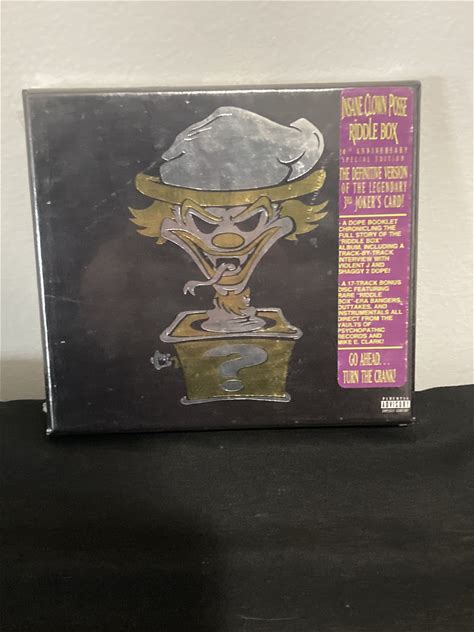 INSANE CLOWN POSSE
RIDDLE BOX
20TH ANNIVERSARY
SPECIAL EDITION
THE DEFINITIVE VERSION
OF THE LEGENDARY
3RD JOKER'S CARD!
- A DOPE BOOKLET
CHRONICLING THE
FULL STORY OF THE
"RIDDLE BOX"
ALBUM, INCLUDING A
TRACK-BY-TRACK
INTERVIEW WITH
VIOLENT J AND
SHAGGY 2 DOPE!
- A 17-TRACK BONUS
DISC FEATURING
RARE "RIDDLE
BOX"-ERA BANGERS,
OUTTAKES, AND
INSTRUMENTALS ALL
DIRECT FROM THE
VAULTS OF
PSYCHOPATHIC
RECORDS AND
MIKE E. CLARK!
GO AHEAD...
TURN THE CRANK!
?
PARENTAL
ADVISORY
EXPLICIT CONTENT